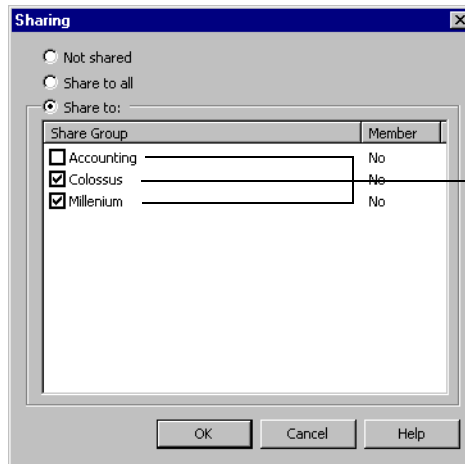 Sharing
Not shared
Share to all
Share to:
Share Group Member
Accounting No
Colossus No
Millenium No
OK Cancel Help